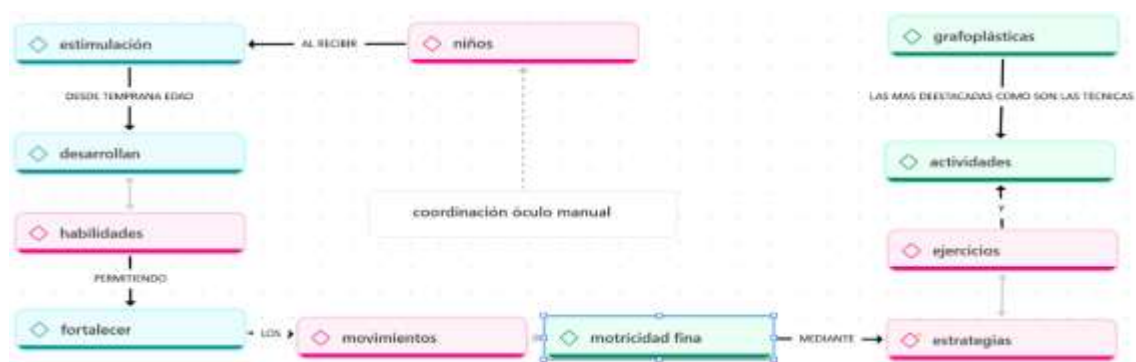 estimulación
AL RECIBIR
niños
grafoplásticas
DESDE TEMPRANA EDAD
LAS MAS DEESTACADAS COMO SON LAS TECNICAS
desarrollan
actividades
coordinación óculo manual
Y
habilidades
ejercicios
PERMITIENDO
fortalecer
LOS
movimientos
motricidad fina
MEDIANTE
estrategias